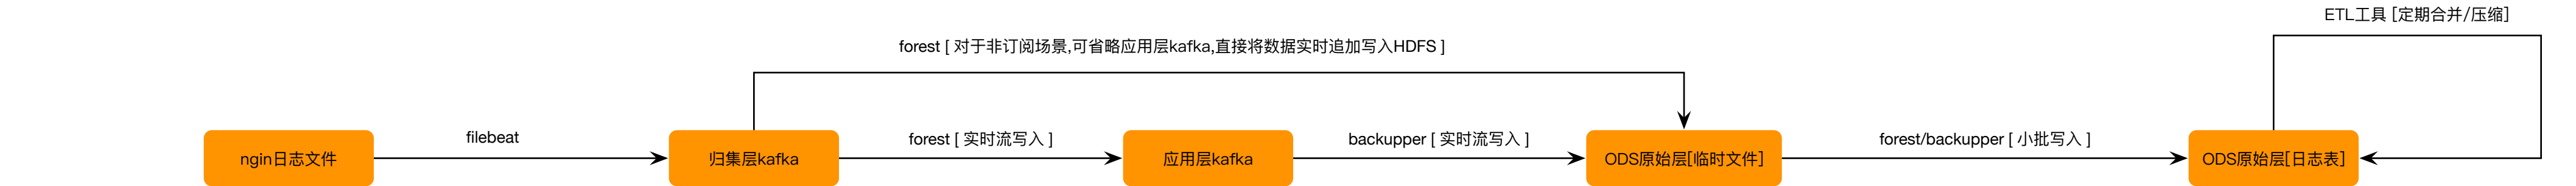 ETL工具 [定期合并/压缩]
forest [ 对于非订阅场景,可省略应用层kafka,直接将数据实时追加写入HDFS ]
filebeat
forest [ 实时流写入 ]
backupper [ 实时流写入 ]
forest/backupper [ 小批写入 ]
ngin日志文件
归集层kafka
应用层kafka
ODS原始层[临时文件]
ODS原始层[日志表]